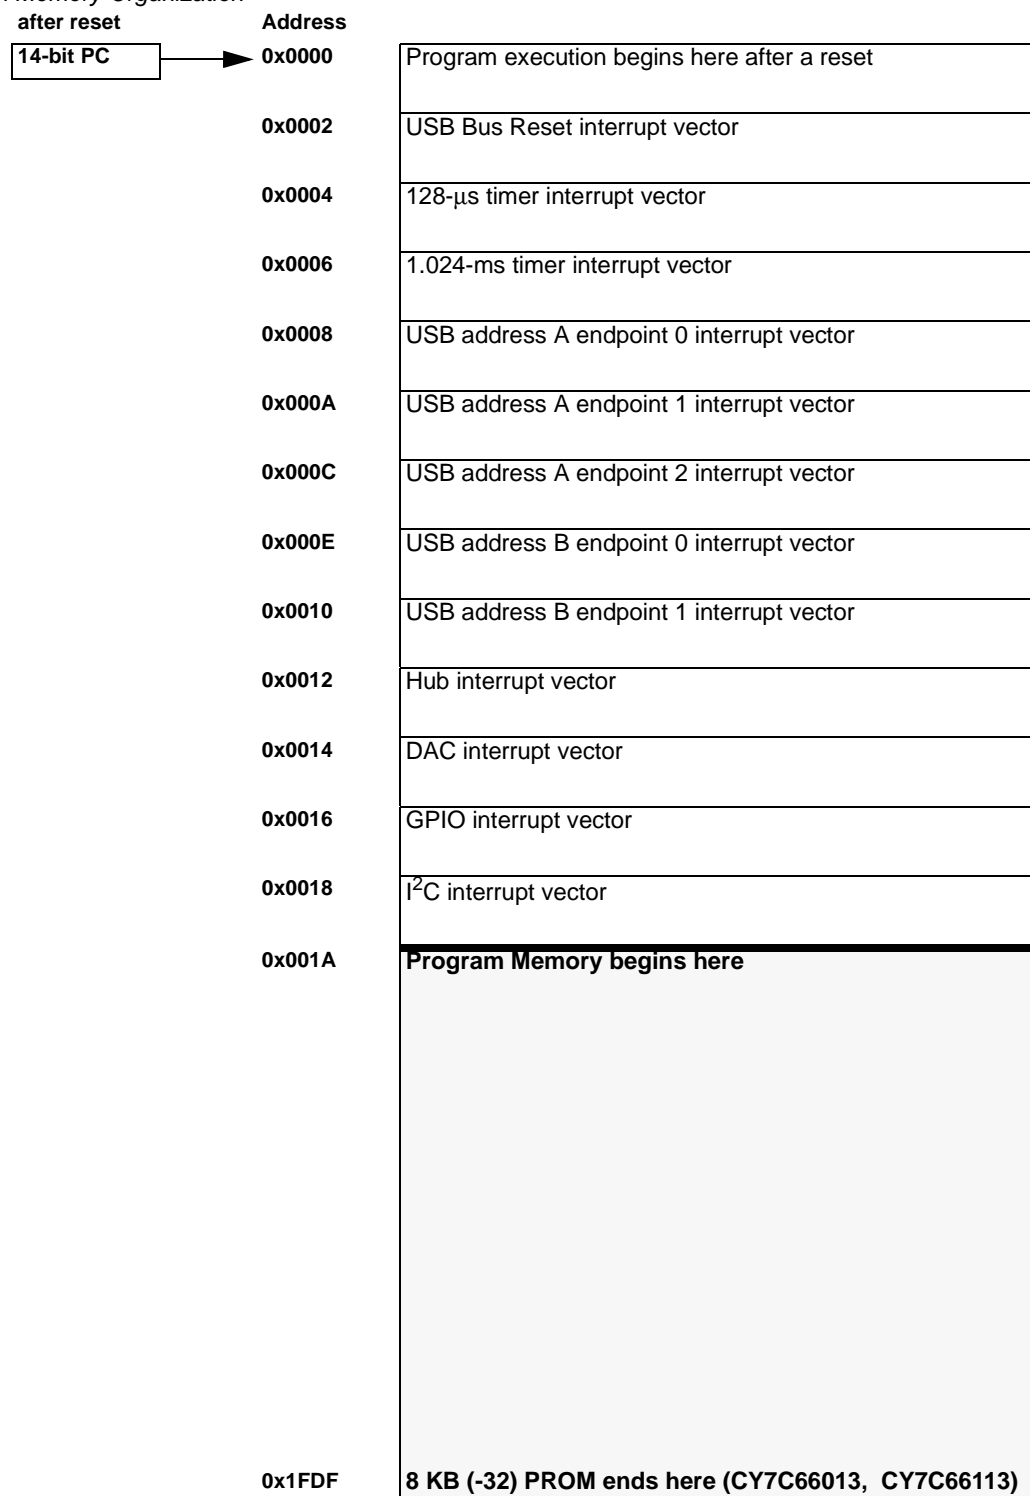 Memory Organization
after reset Address
14-bit PC 0x0000 Program execution begins here after a reset
0x0002 USB Bus Reset interrupt vector
0x0004 128-μs timer interrupt vector
0x0006 1.024-ms timer interrupt vector
0x0008 USB address A endpoint 0 interrupt vector
0x000A USB address A endpoint 1 interrupt vector
0x000C USB address A endpoint 2 interrupt vector
0x000E USB address B endpoint 0 interrupt vector
0x0010 USB address B endpoint 1 interrupt vector
0x0012 Hub interrupt vector
0x0014 DAC interrupt vector
0x0016 GPIO interrupt vector
0x0018 I²C interrupt vector
0x001A Program Memory begins here
0x1FDF 8 KB (-32) PROM ends here (CY7C66013, CY7C66113)